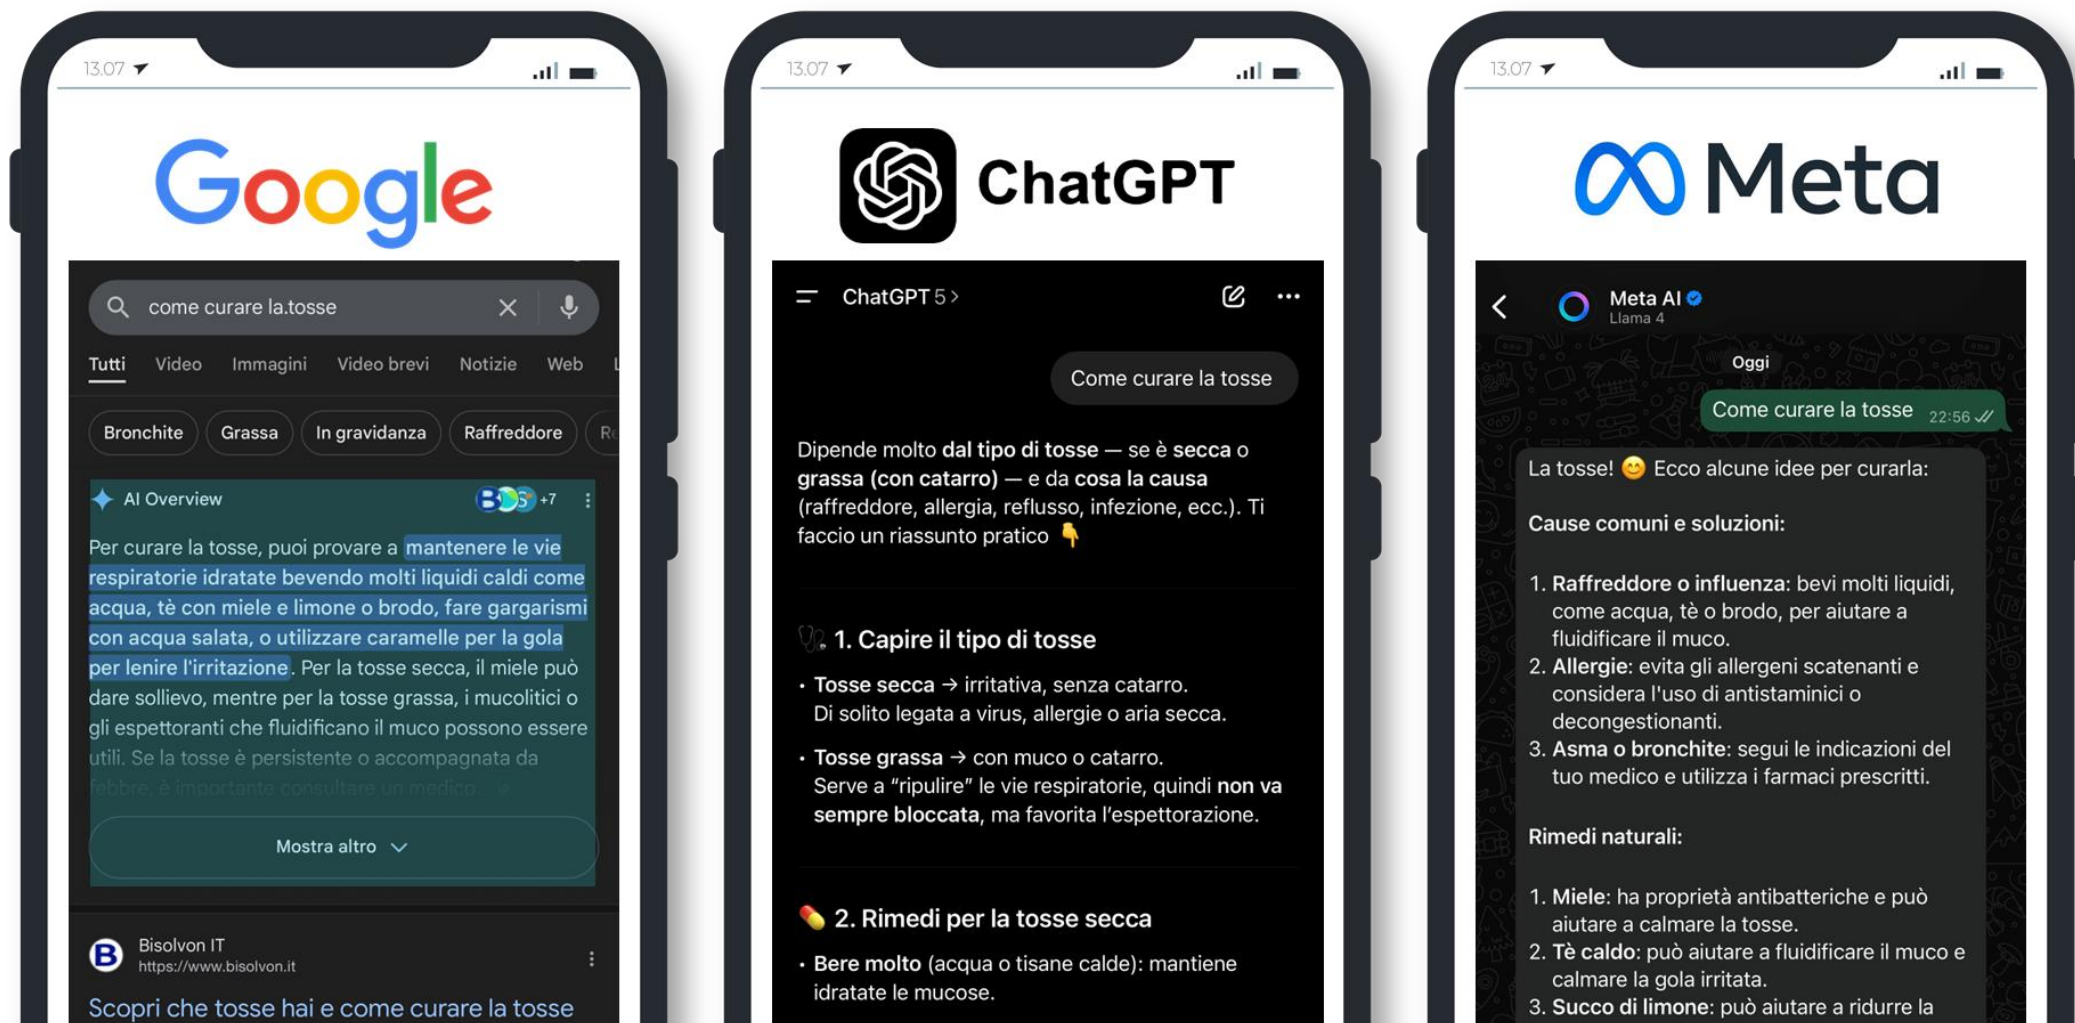 13.07
Google
come curare la.tosse
Tutti Video Immagini Video brevi Notizie Web
Bronchite Grassa In gravidanza Raffreddore
AI Overview +7
Per curare la tosse, puoi provare a mantenere le vie
respiratorie idratate bevendo molti liquidi caldi come
acqua, tè con miele e limone o brodo, fare gargarismi
con acqua salata, o utilizzare caramelle per la gola
per lenire l'irritazione. Per la tosse secca, il miele può
dare sollievo, mentre per la tosse grassa, i mucolitici o
gli espettoranti che fluidificano il muco possono essere
utili. Se la tosse è persistente o accompagnata da
febbre, è importante consultare un medico.
Mostra altro
B
Bisolvon IT
https://www.bisolvon.it
Scopri che tosse hai e come curare la tosse
13.07
ChatGPT
ChatGPT 5 >
Come curare la tosse
Dipende molto dal tipo di tosse — se è secca o
grassa (con catarro) — e da cosa la causa
(raffreddore, allergia, reflusso, infezione, ecc.). Ti
faccio un riassunto pratico 👇
🩺 1. Capire il tipo di tosse
• Tosse secca → irritativa, senza catarro.
Di solito legata a virus, allergie o aria secca.
• Tosse grassa → con muco o catarro.
Serve a “ripulire” le vie respiratorie, quindi non va
sempre bloccata, ma favorita l’espettorazione.
💊 2. Rimedi per la tosse secca
• Bere molto (acqua o tisane calde): mantiene
idratate le mucose.
13.07
Meta
Meta AI
Llama 4
Oggi
Come curare la tosse 22:56
La tosse! 😊 Ecco alcune idee per curarla:
Cause comuni e soluzioni:
1. Raffreddore o influenza: bevi molti liquidi,
come acqua, tè o brodo, per aiutare a
fluidificare il muco.
2. Allergie: evita gli allergeni scatenanti e
considera l'uso di antistaminici o
decongestionanti.
3. Asma o bronchite: segui le indicazioni del
tuo medico e utilizza i farmaci prescritti.
Rimedi naturali:
1. Miele: ha proprietà antibatteriche e può
aiutare a calmare la tosse.
2. Tè caldo: può aiutare a fluidificare il muco e
calmare la gola irritata.
3. Succo di limone: può aiutare a ridurre la